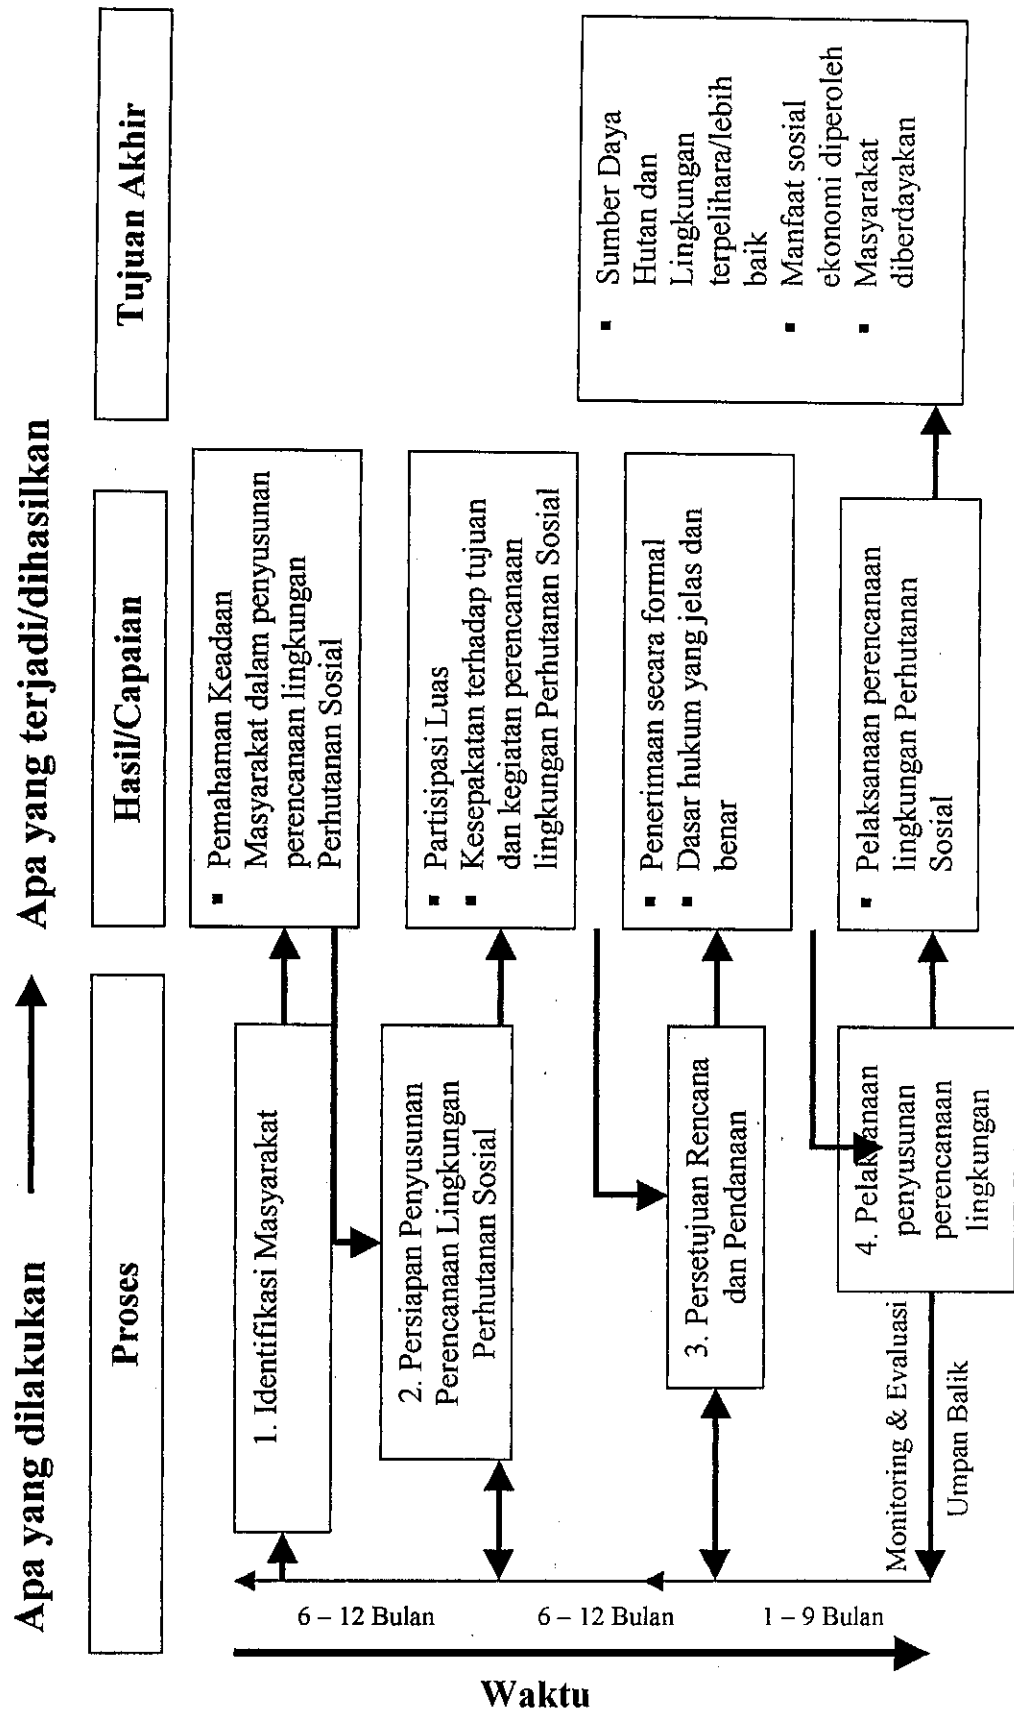 Apa yang dilakukan
Apa yang terjadi/dihasilkan
Proses
Hasil/Capaian
Tujuan Akhir
1. Identifikasi Masyarakat
▪ Pemahaman Keadaan
Masyarakat dalam penyusunan
perencanaan lingkungan
Perhutanan Sosial
2. Persiapan Penyusunan
Perencanaan Lingkungan
Perhutanan Sosial
▪ Partisipasi Luas
▪ Kesepakatan terhadap tujuan
dan kegiatan perencanaan
lingkungan Perhutanan Sosial
3. Persetujuan Rencana
dan Pendanaan
▪ Penerimaan secara formal
▪ Dasar hukum yang jelas dan
benar
4. Pelaksanaan
penyusunan
perencanaan
lingkungan
▪ Pelaksanaan perencanaan
lingkungan Perhutanan
Sosial
▪ Sumber Daya
Hutan dan
Lingkungan
terpelihara/lebih
baik
▪ Manfaat sosial
ekonomi diperoleh
▪ Masyarakat
diberdayakan
Monitoring & Evaluasi
Umpan Balik
6 – 12 Bulan
6 – 12 Bulan
1 – 9 Bulan
Waktu